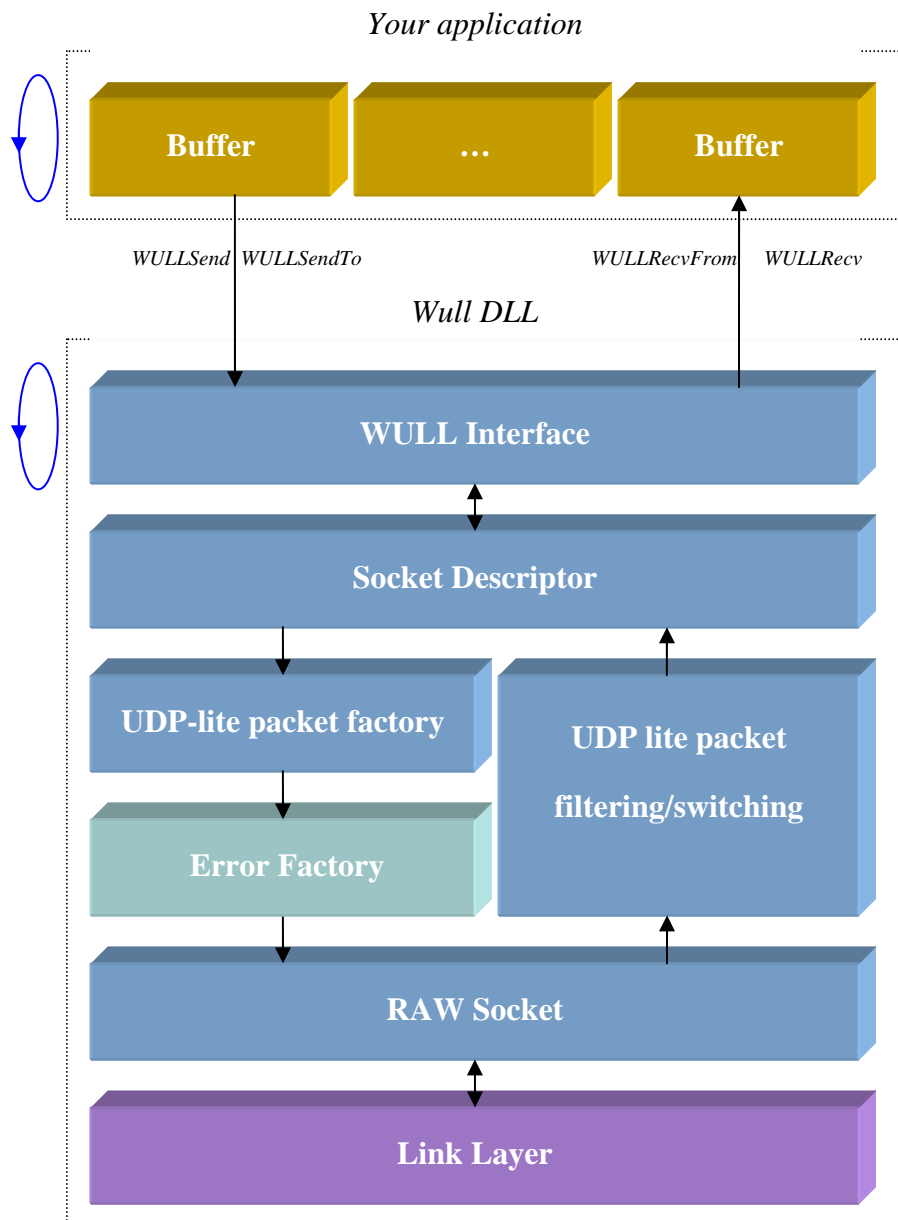 Your application
Buffer
…
Buffer
WULLSend WULLSendTo
WULLRecvFrom WULLRecv
Wull DLL
WULL Interface
Socket Descriptor
UDP-lite packet factory
UDP lite packet
filtering/switching
Error Factory
RAW Socket
Link Layer